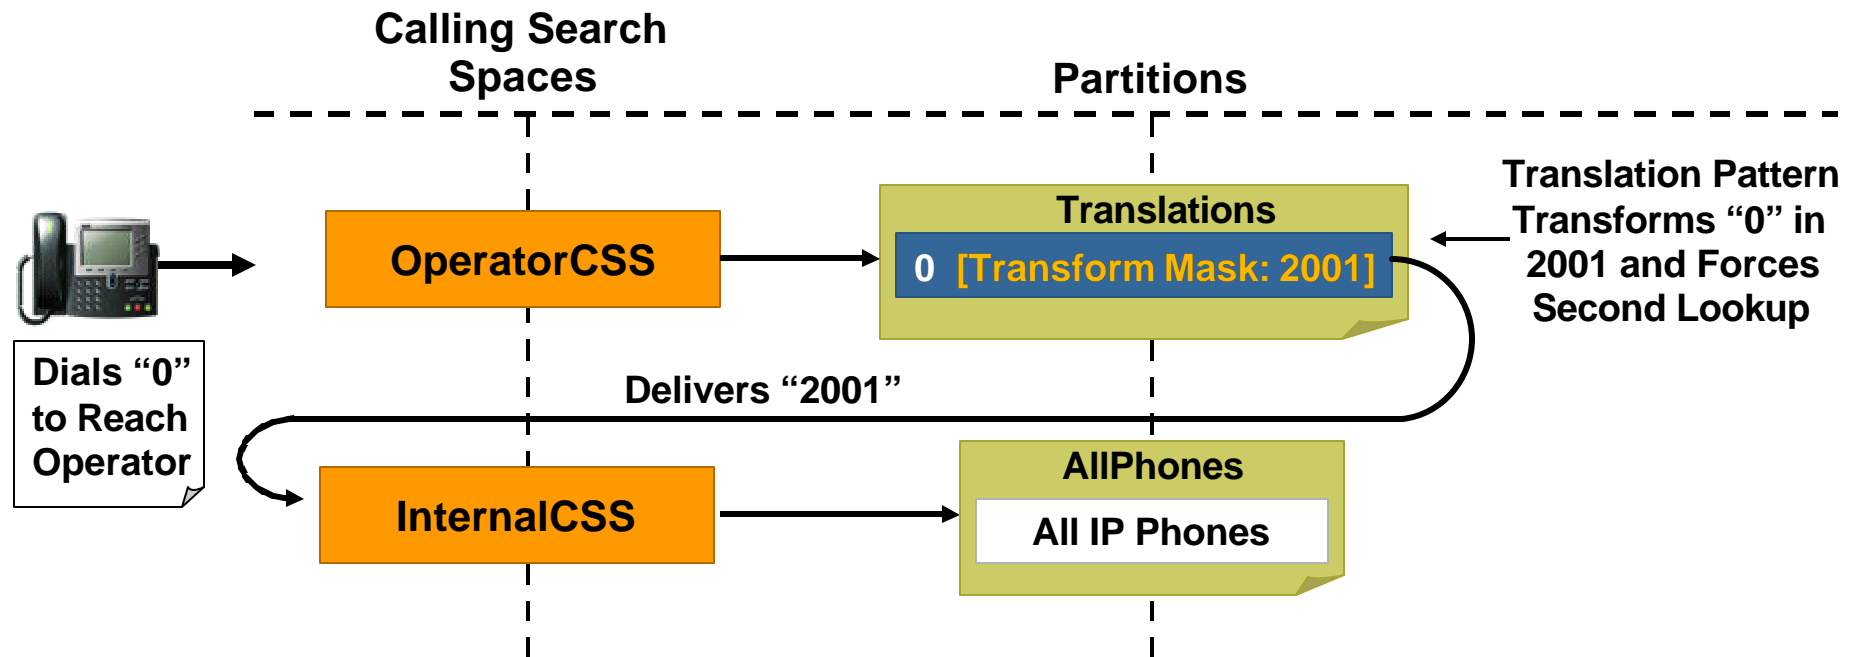 Calling Search
Spaces
Partitions
Translation Pattern
Transforms “0” in
2001 and Forces
Second Lookup
Translations
OperatorCSS
0 [Transform Mask: 2001]
Dials “0”
to Reach
Operator
Delivers “2001”
AllPhones
InternalCSS
All IP Phones